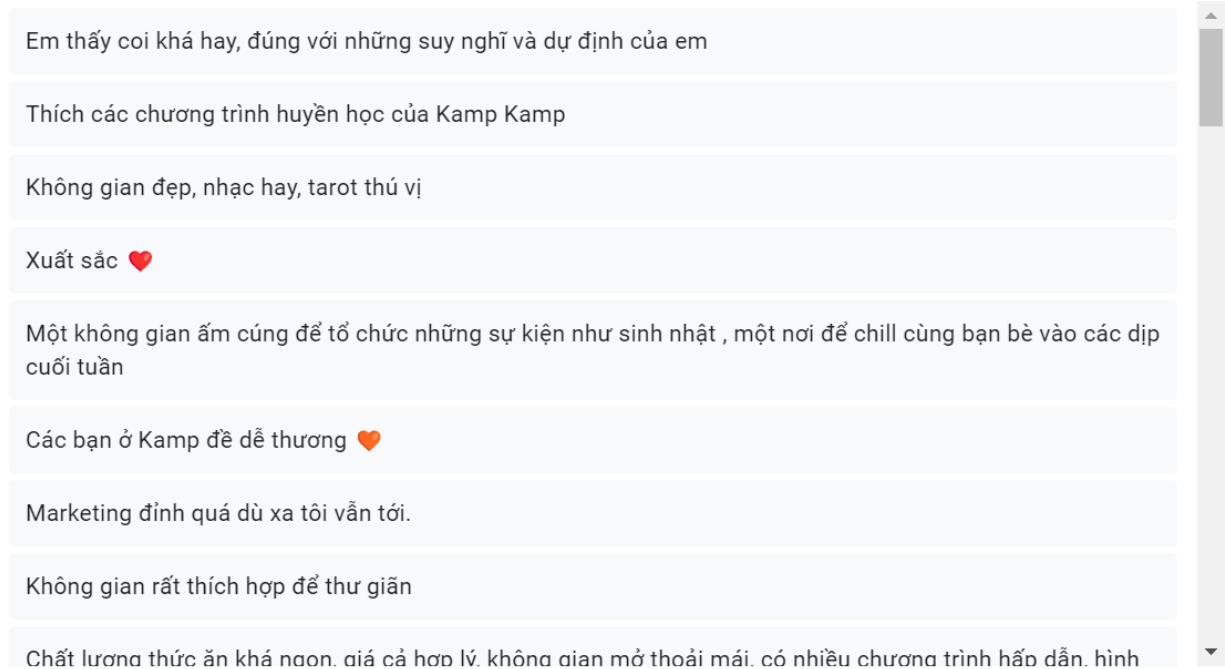 Em thấy coi khá hay, đúng với những suy nghĩ và dự định của em
Thích các chương trình huyền học của Kamp Kamp
Không gian đẹp, nhạc hay, tarot thú vị
Xuất sắc ❤️
Một không gian ấm cúng để tổ chức những sự kiện như sinh nhật , một nơi để chill cùng bạn bè vào các dịp
cuối tuần
Các bạn ở Kamp đề dễ thương 🧡
Marketing đỉnh quá dù xa tôi vẫn tới.
Không gian rất thích hợp để thư giãn
Chất lượng thức ăn khá ngon, giá cả hợp lý, không gian mở thoải mái, có nhiều chương trình hấp dẫn, hình